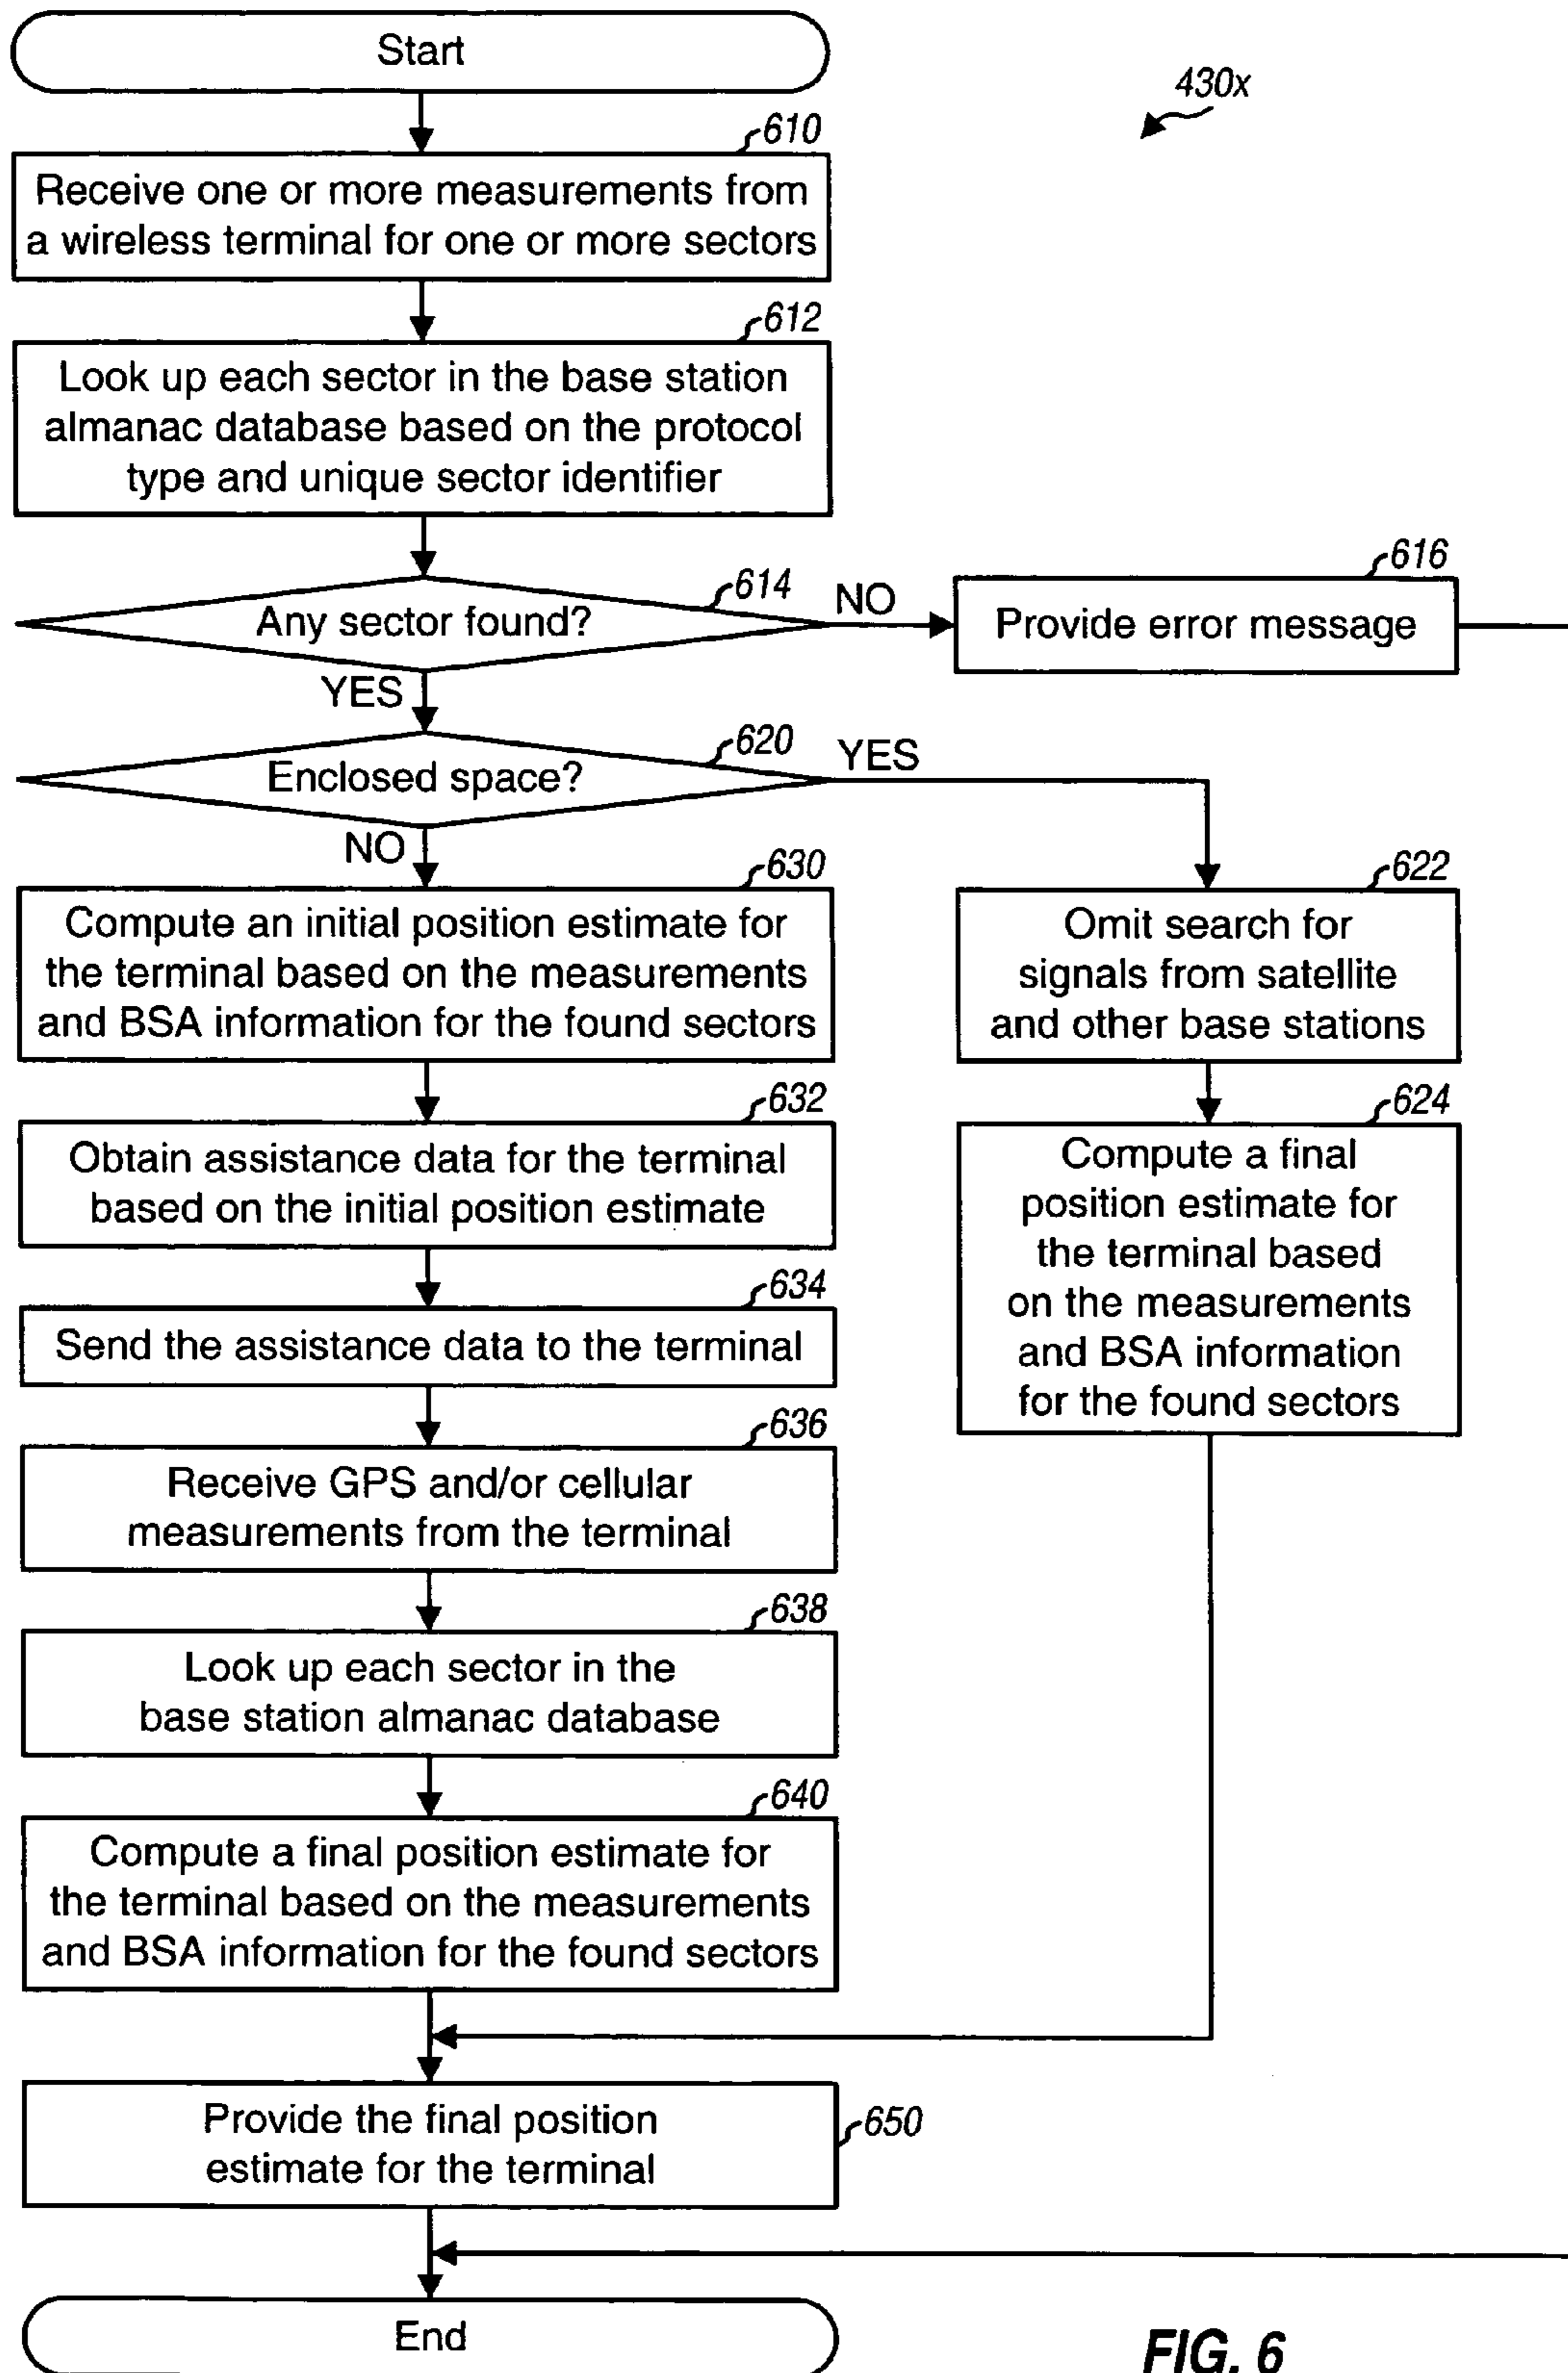 Start
430x
610
Receive one or more measurements from
a wireless terminal for one or more sectors
612
Look up each sector in the base station
almanac database based on the protocol
type and unique sector identifier
614
Any sector found?
NO
616
Provide error message
YES
620
Enclosed space?
YES
NO
630
Compute an initial position estimate for
the terminal based on the measurements
and BSA information for the found sectors
622
Omit search for
signals from satellite
and other base stations
632
Obtain assistance data for the terminal
based on the initial position estimate
624
Compute a final
position estimate for
the terminal based
on the measurements
and BSA information
for the found sectors
634
Send the assistance data to the terminal
636
Receive GPS and/or cellular
measurements from the terminal
638
Look up each sector in the
base station almanac database
640
Compute a final position estimate for
the terminal based on the measurements
and BSA information for the found sectors
Provide the final position
estimate for the terminal
650
End
FIG. 6